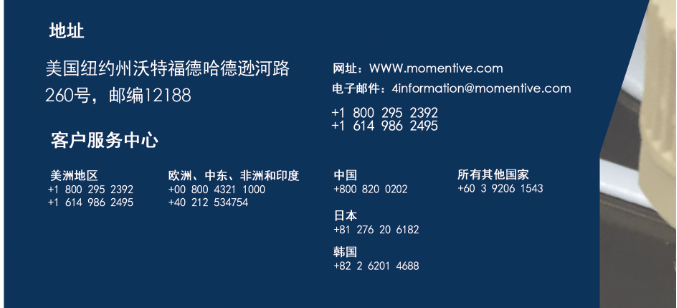 地址
美国纽约州沃特福德哈德逊河路
260号，邮编12188
网址：WWW.momentive.com
电子邮件：4information@momentive.com
+1 800 295 2392
+1 614 986 2495
客户服务中心
美洲地区
+1 800 295 2392
+1 614 986 2495
欧洲、中东、非洲和印度
+00 800 4321 1000
+40 212 534754
中国
+800 820 0202
日本
+81 276 20 6182
韩国
+82 2 6201 4688
所有其他国家
+60 3 9206 1543